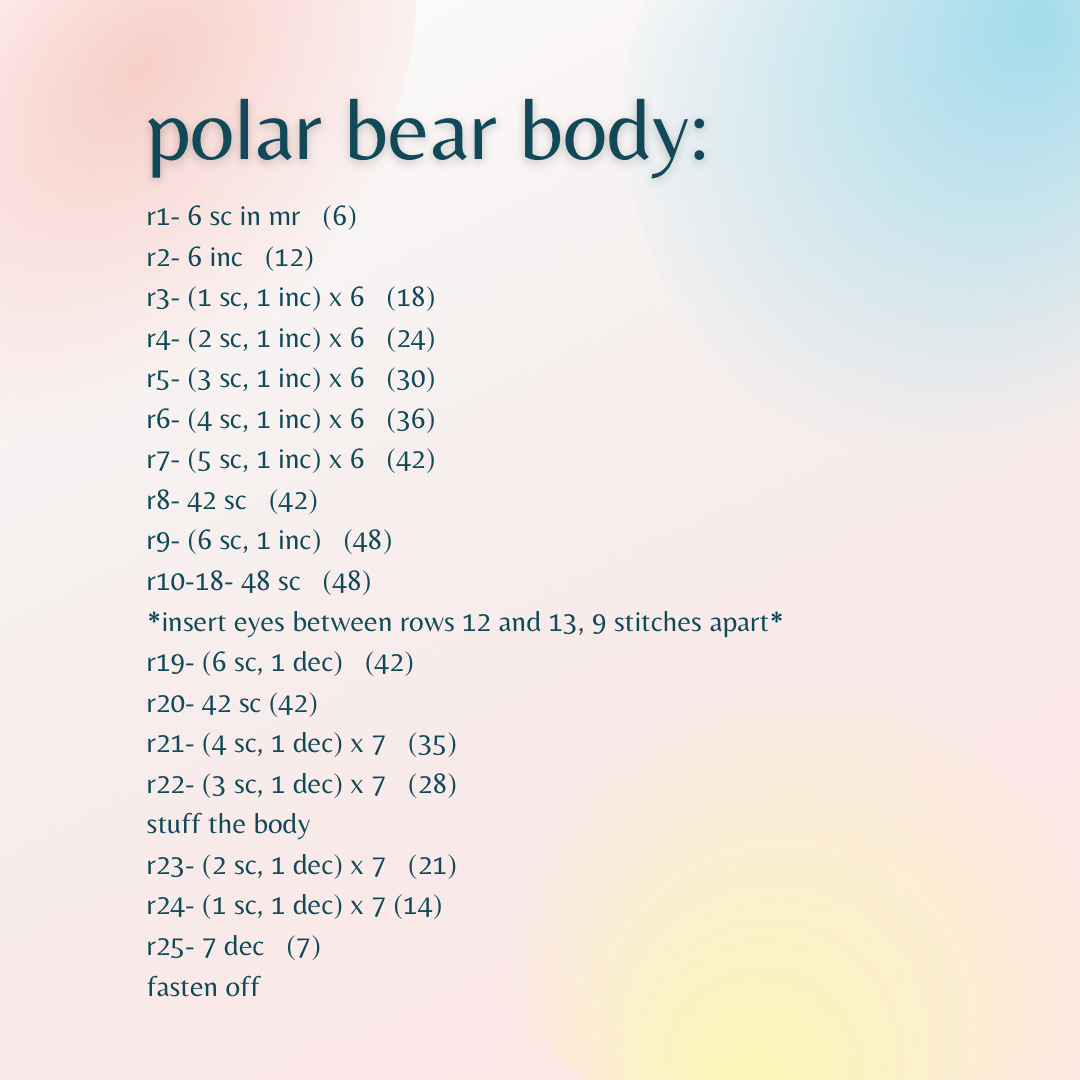 polar bear body:
r1- 6 sc in mr (6)
r2- 6 inc (12)
r3- (1 sc, 1 inc) x 6 (18)
r4- (2 sc, 1 inc) x 6 (24)
r5- (3 sc, 1 inc) x 6 (30)
r6- (4 sc, 1 inc) x 6 (36)
r7- (5 sc, 1 inc) x 6 (42)
r8- 42 sc (42)
r9- (6 sc, 1 inc) (48)
r10-18- 48 sc (48)
*insert eyes between rows 12 and 13, 9 stitches apart*
r19- (6 sc, 1 dec) (42)
r20- 42 sc (42)
r21- (4 sc, 1 dec) x 7 (35)
r22- (3 sc, 1 dec) x 7 (28)
stuff the body
r23- (2 sc, 1 dec) x 7 (21)
r24- (1 sc, 1 dec) x 7 (14)
r25- 7 dec (7)
fasten off